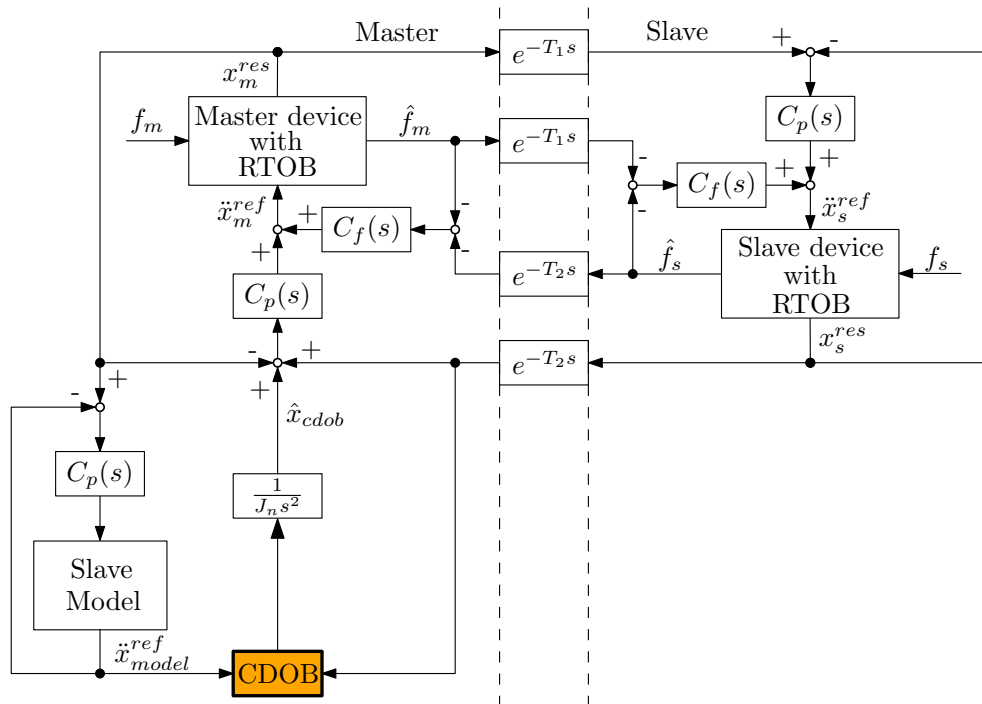 Master
Slave
e^{-T_1 s}
+
-
x_m^{res}
C_p(s)
f_m
Master device
with
RTOB
\hat{f}_m
e^{-T_1 s}
-
+
C_f(s)
+
+
-
\ddot{x}_s^{ref}
\ddot{x}_m^{ref}
+
C_f(s)
-
-
+
C_p(s)
e^{-T_2 s}
\hat{f}_s
Slave device
with
RTOB
f_s
x_s^{res}
-
+
+
e^{-T_2 s}
+
-
\hat{x}_{cdob}
C_p(s)
\frac{1}{J_n s^2}
Slave
Model
\ddot{x}_{model}^{ref}
CDOB